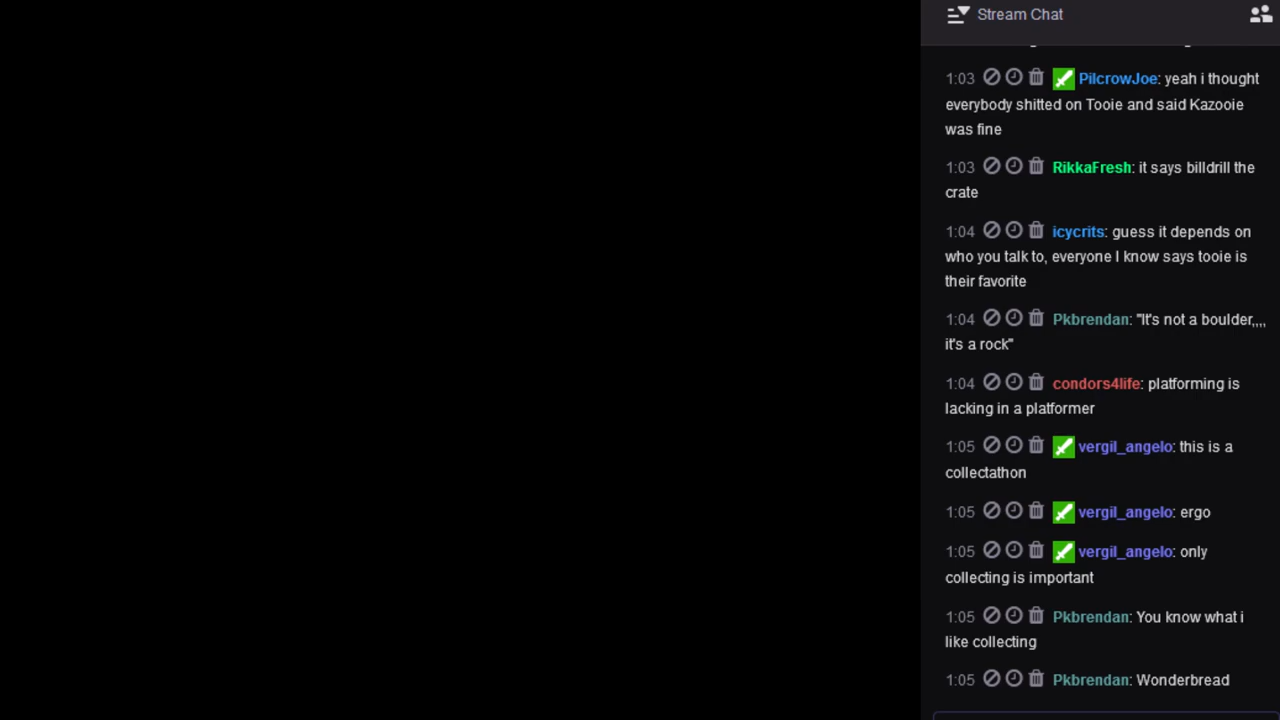 Stream Chat
1:03 PilcrowJoe: yeah i thought
everybody shitted on Tooie and said Kazooie
was fine
1:03 RikkaFresh: it says billdrill the
crate
1:04 icycrits: guess it depends on
who you talk to, everyone I know says tooie is
their favorite
1:04 Pkbrendan: "It's not a boulder,,,,
it's a rock"
1:04 condors4life: platforming is
lacking in a platformer
1:05 vergil_angelo: this is a
collectathon
1:05 vergil_angelo: ergo
1:05 vergil_angelo: only
collecting is important
1:05 Pkbrendan: You know what i
like collecting
1:05 Pkbrendan: Wonderbread